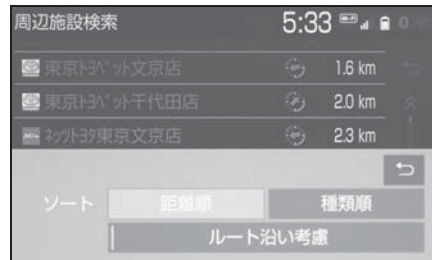 周辺施設検索 5:33
東京トヨペット文京店 1.6 km
東京トヨペット千代田店 2.0 km
ネッツトヨタ東京文京店 2.3 km
ソート 距離順 種類順
ルート沿い考慮